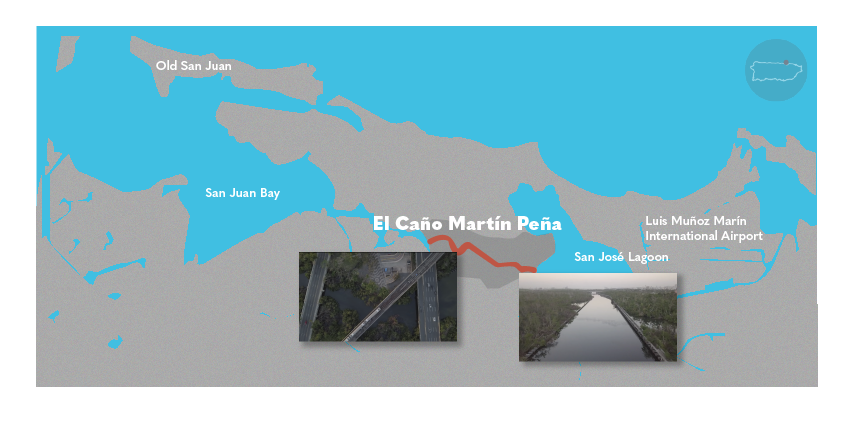 Old San Juan
San Juan Bay
El Caño Martín Peña
Luis Muñoz Marín
International Airport
San José Lagoon